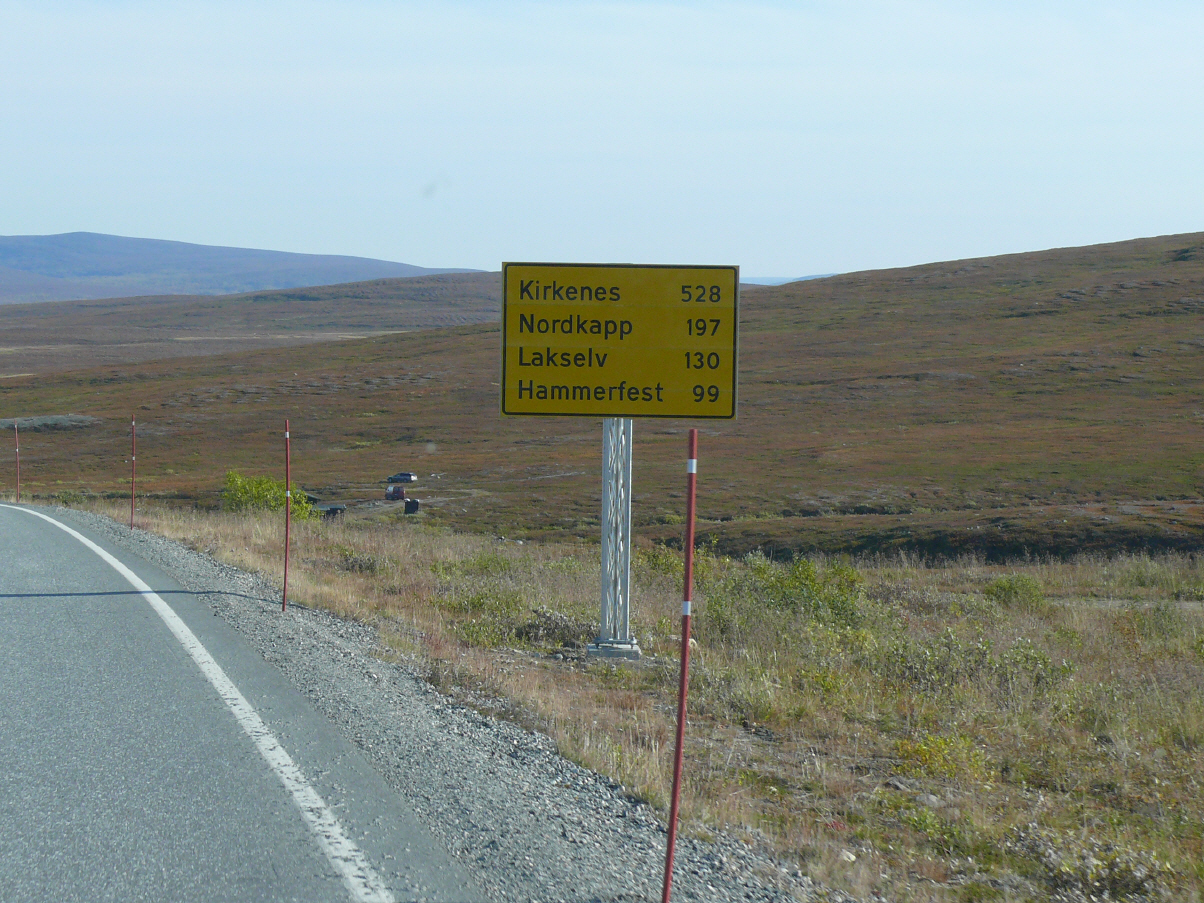 Kirkenes 528
Nordkapp 197
Lakselv 130
Hammerfest 99